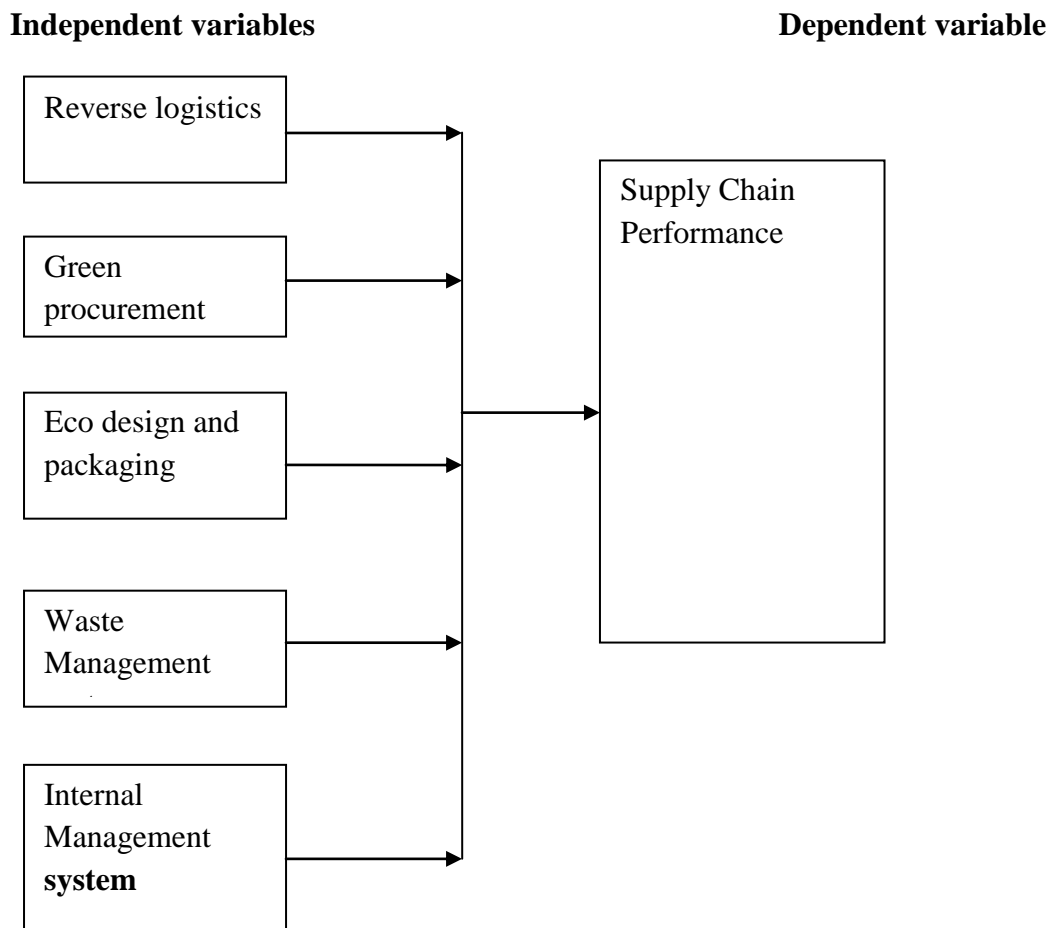 Independent variables
Dependent variable
Reverse logistics
Green
procurement
Eco design and
packaging
Waste
Management
Internal
Management
system
Supply Chain
Performance